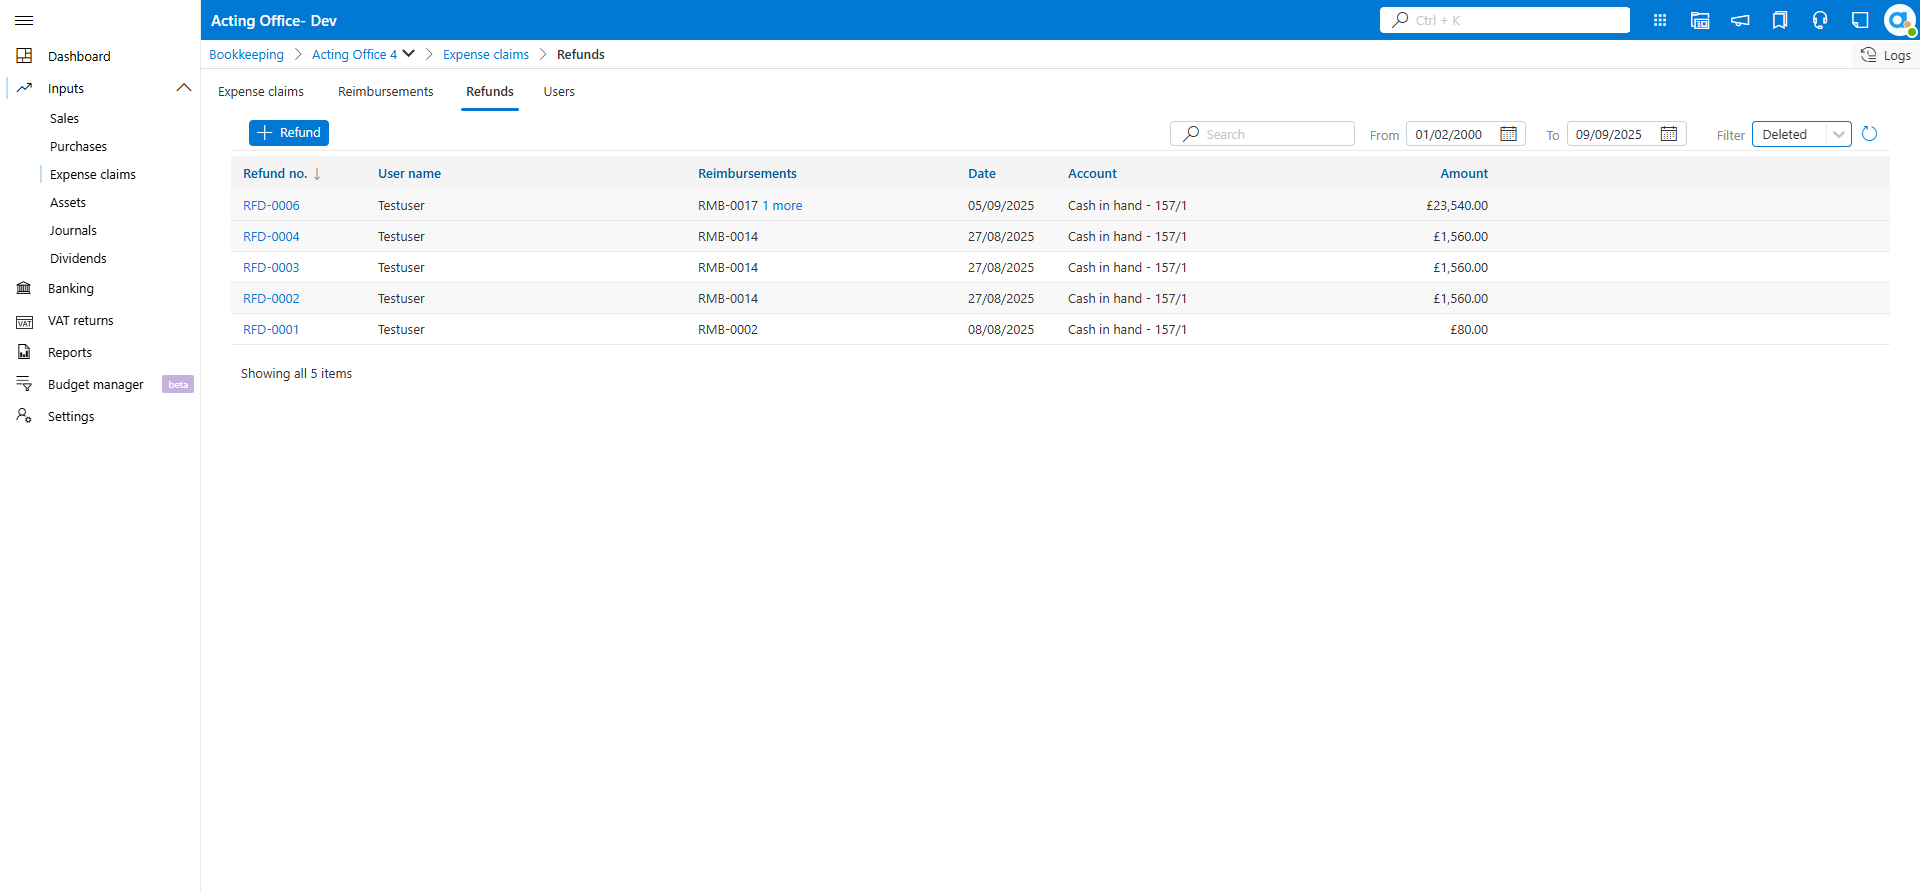 Acting Office- Dev
Ctrl + K
Bookkeeping Acting Office 4 Expense claims Refunds
Logs
Dashboard
Inputs
Sales
Purchases
Expense claims
Assets
Journals
Dividends
Banking
VAT VAT returns
Reports
Budget manager beta
Settings
Expense claims Reimbursements Refunds Users
Refund
Search From 01/02/2000 To 09/09/2025 Filter Deleted
Refund no. ↓ User name Reimbursements Date Account Amount
RFD-0006 Testuser RMB-0017 1 more 05/09/2025 Cash in hand - 157/1 £23,540.00
RFD-0004 Testuser RMB-0014 27/08/2025 Cash in hand - 157/1 £1,560.00
RFD-0003 Testuser RMB-0014 27/08/2025 Cash in hand - 157/1 £1,560.00
RFD-0002 Testuser RMB-0014 27/08/2025 Cash in hand - 157/1 £1,560.00
RFD-0001 Testuser RMB-0002 08/08/2025 Cash in hand - 157/1 £80.00
Showing all 5 items